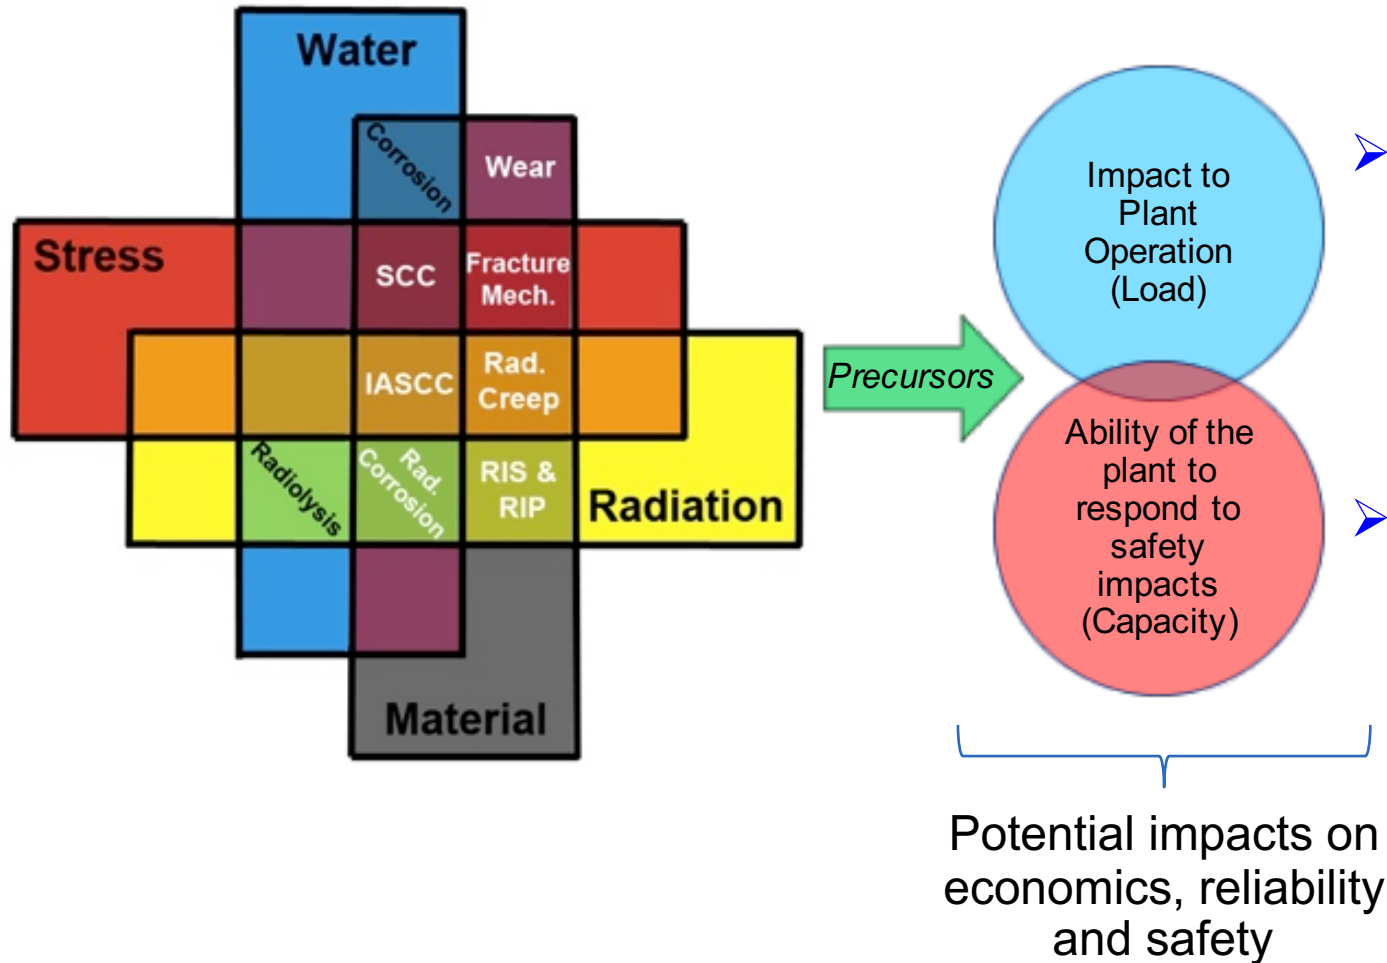 Water
Corrosion
Wear
Stress
SCC
Fracture
Mech.
IASCC
Rad.
Creep
Radiolysis
Rad.
Corrosion
RIS &
RIP
Radiation
Material
Precursors
Impact to
Plant
Operation
(Load)
Ability of the
plant to
respond to
safety
impacts
(Capacity)
Potential impacts on
economics, reliability
and safety